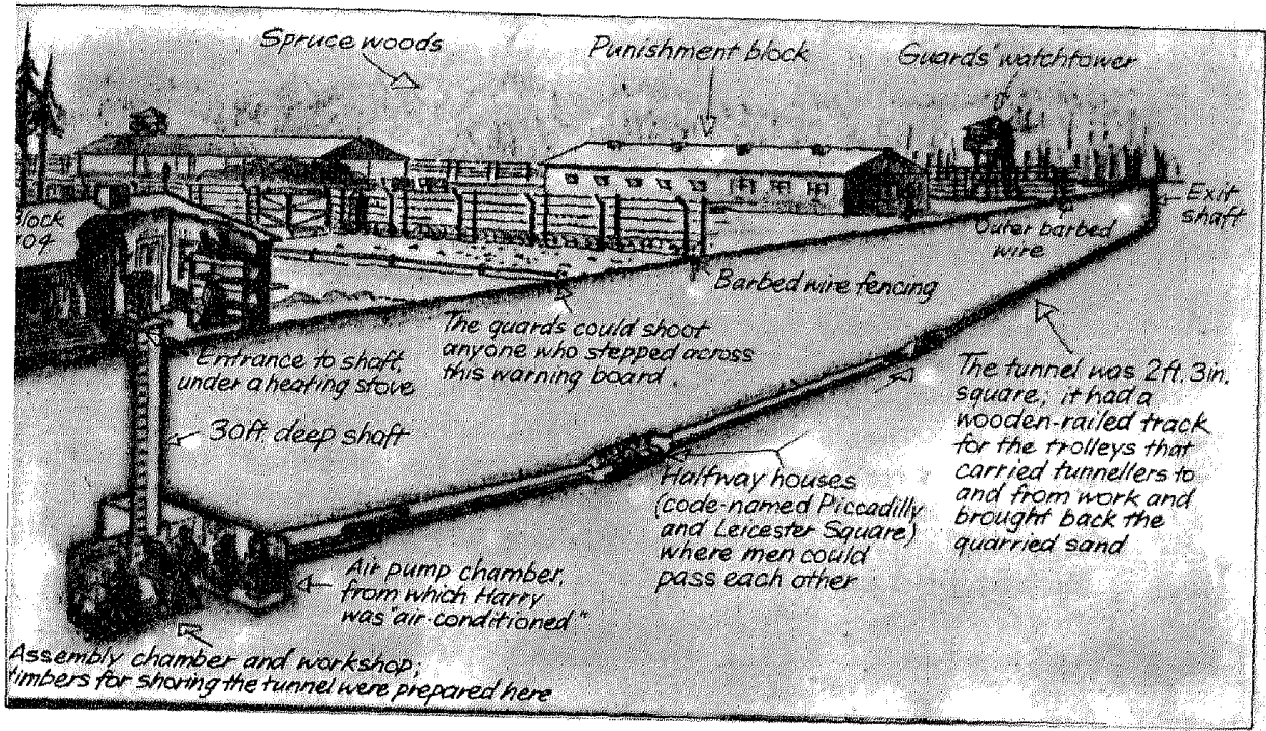 Spruce woods
Punishment block
Guards' watchtower
Block
104
Exit
shaft
Outer barbed
wire
Barbed wire fencing
The guards could shoot
anyone who stepped across
this warning board.
Entrance to shaft,
under a heating stove
30ft. deep shaft
The tunnel was 2ft. 3in.
square; it had a
wooden-railed track
for the trolleys that
carried tunnellers to
and from work and
brought back the
quarried sand
Halfway houses
(code-named Piccadilly
and Leicester Square)
where men could
pass each other
Air pump chamber,
from which Harry
was "air-conditioned"
Assembly chamber and workshop;
timbers for shoring the tunnel were prepared here